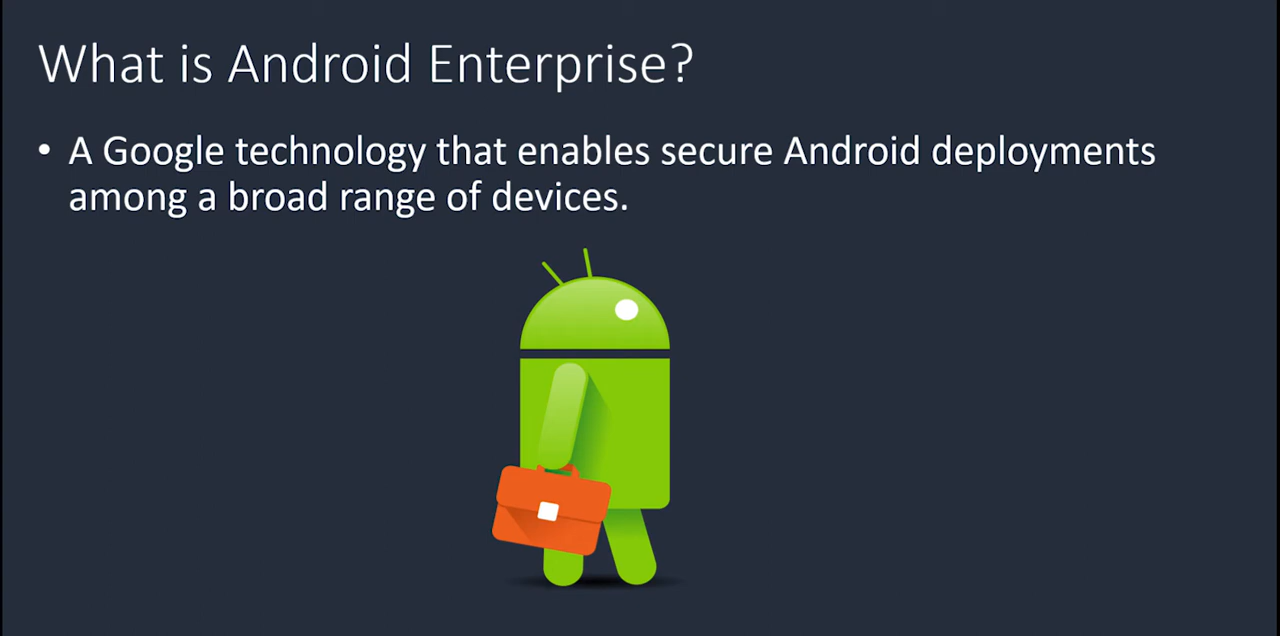 What is Android Enterprise?
• A Google technology that enables secure Android deployments
among a broad range of devices.